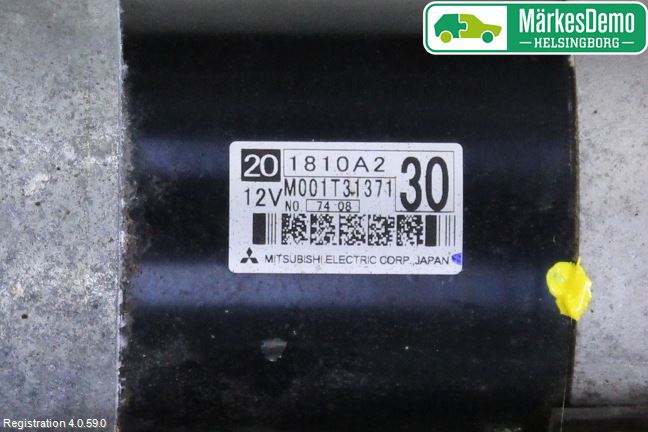 MärkesDemo
HELSINGBORG
20 1810A2 30
12V M001T31371
NO. 74 08
MITSUBISHI ELECTRIC CORP., JAPAN
Registration 4.0.59.0